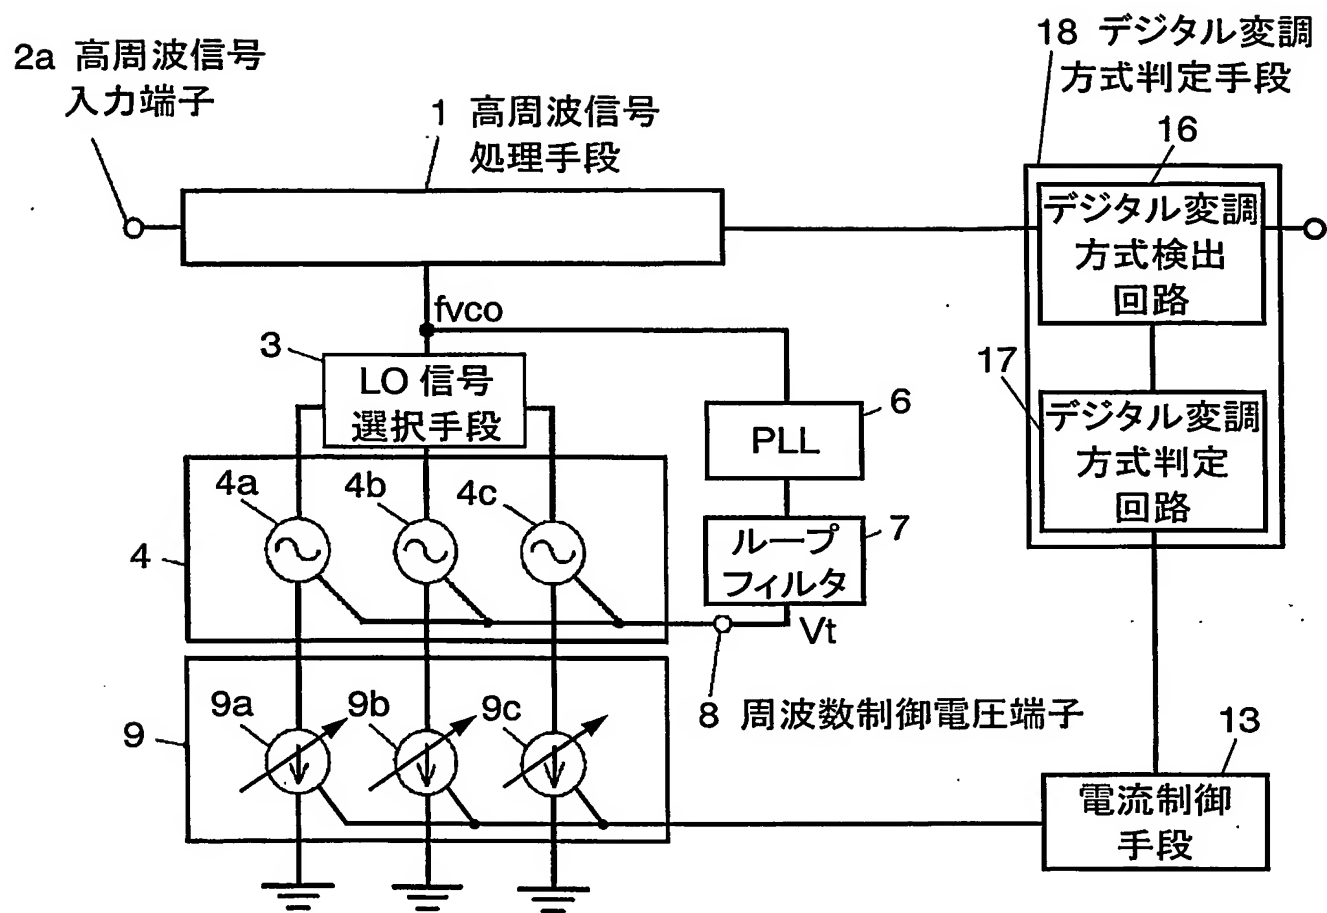 2a 高周波信号
入力端子
1 高周波信号
処理手段
18 デジタル変調
方式判定手段
16
デジタル変調
方式検出
回路
fvco
3
LO 信号
選択手段
17
デジタル変調
方式判定
回路
6
PLL
4a
4b
4c
4
7
ループ
フィルタ
Vt
8 周波数制御電圧端子
9a
9b
9c
9
13
電流制御
手段